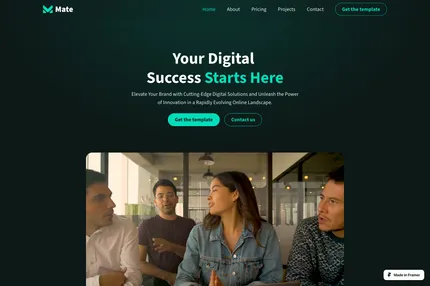 Mate
Home
About
Pricing
Projects
Contact
Get the template
Your Digital
Success Starts Here
Elevate Your Brand with Cutting-Edge Digital Solutions and Unleash the Power
of Innovation in a Rapidly Evolving Online Landscape.
Get the template
Contact us
Made in Framer